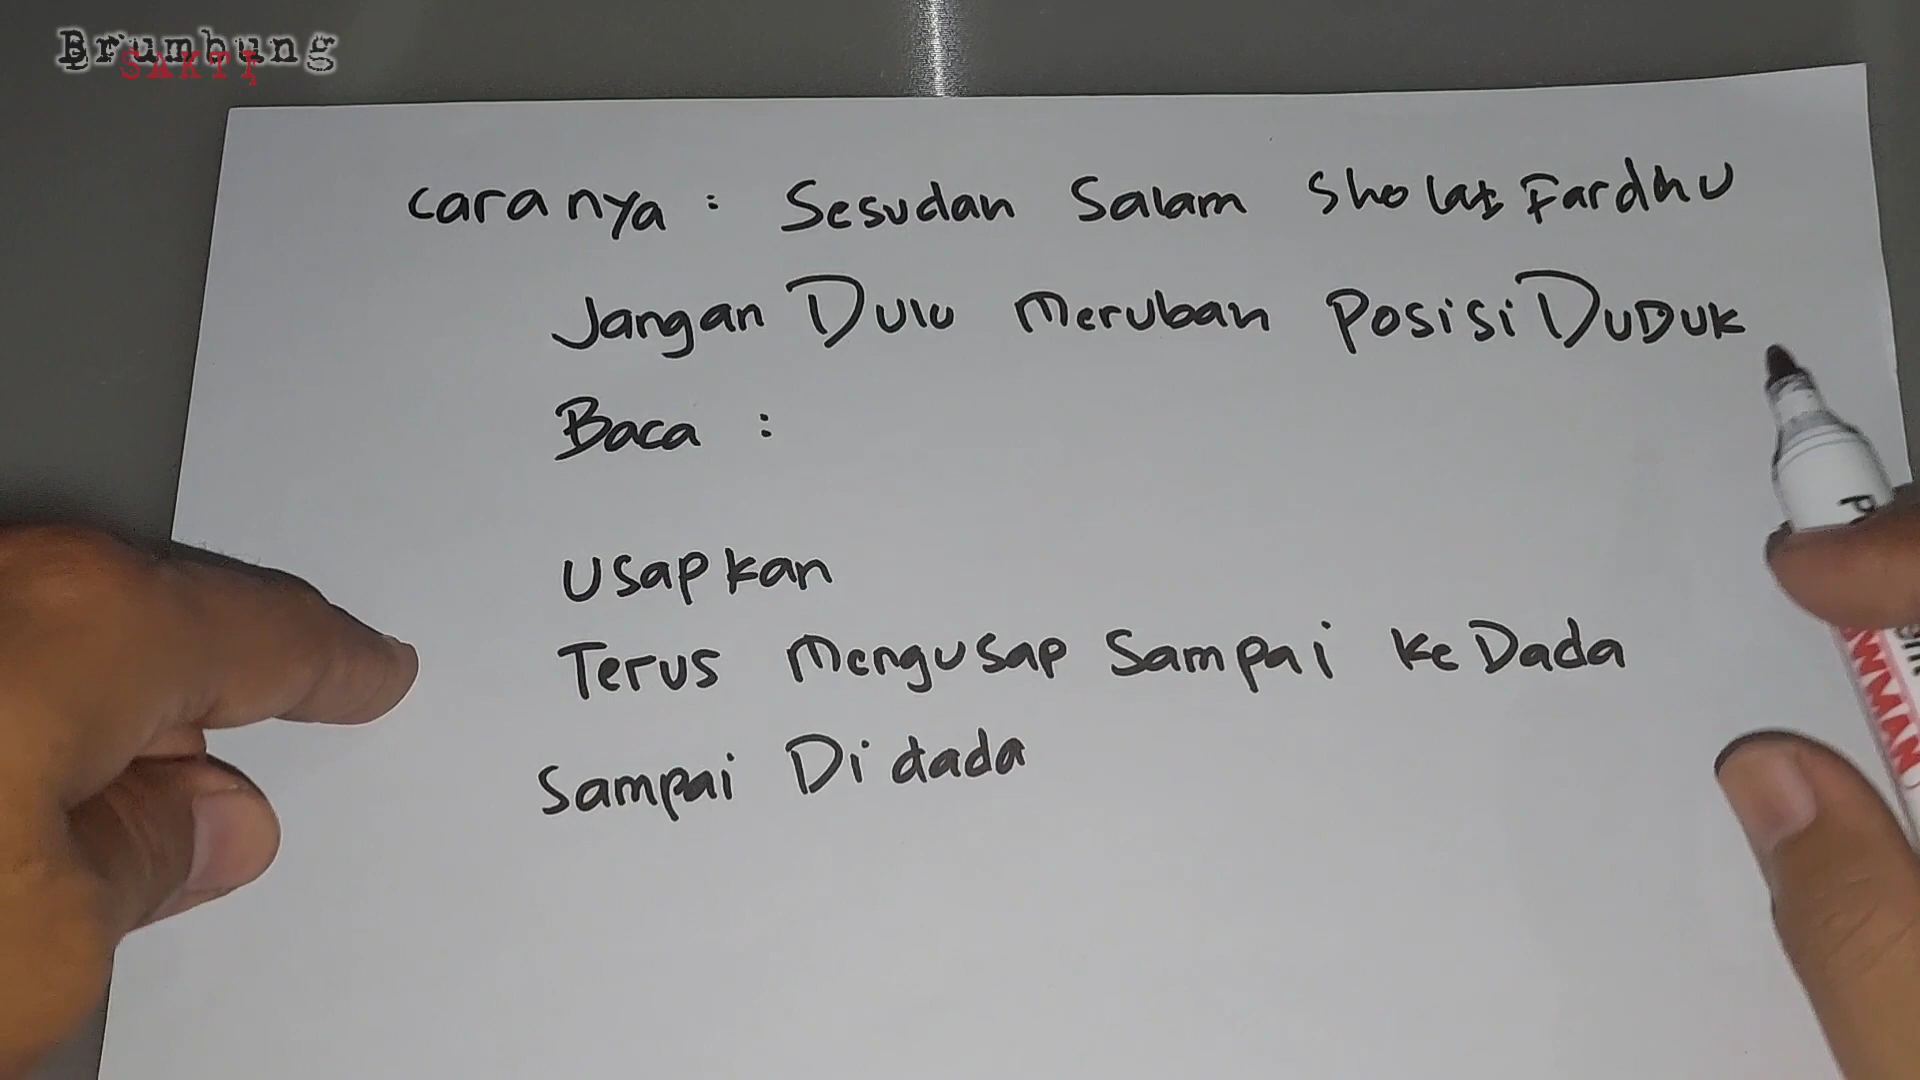 Brumbung
SAKTI
Caranya : Sesudah Salam Sholat Fardhu
Jangan Dulu Merubah Posisi Duduk
Baca :
Usapkan
Terus Mengusap Sampai Ke Dada
Sampai Di dada
P
OWMAN